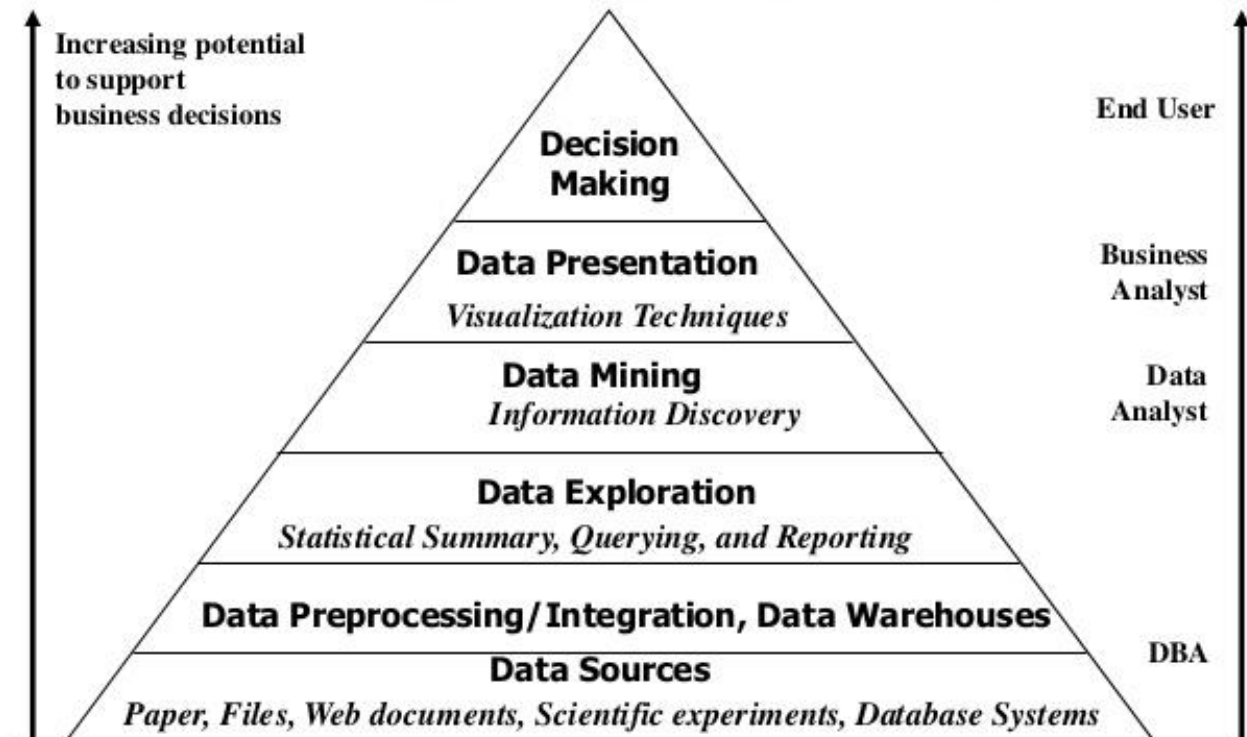 Increasing potential
to support
business decisions
End User
Decision
Making
Data Presentation
Visualization Techniques
Business
Analyst
Data Mining
Information Discovery
Data
Analyst
Data Exploration
Statistical Summary, Querying, and Reporting
Data Preprocessing/Integration, Data Warehouses
DBA
Data Sources
Paper, Files, Web documents, Scientific experiments, Database Systems